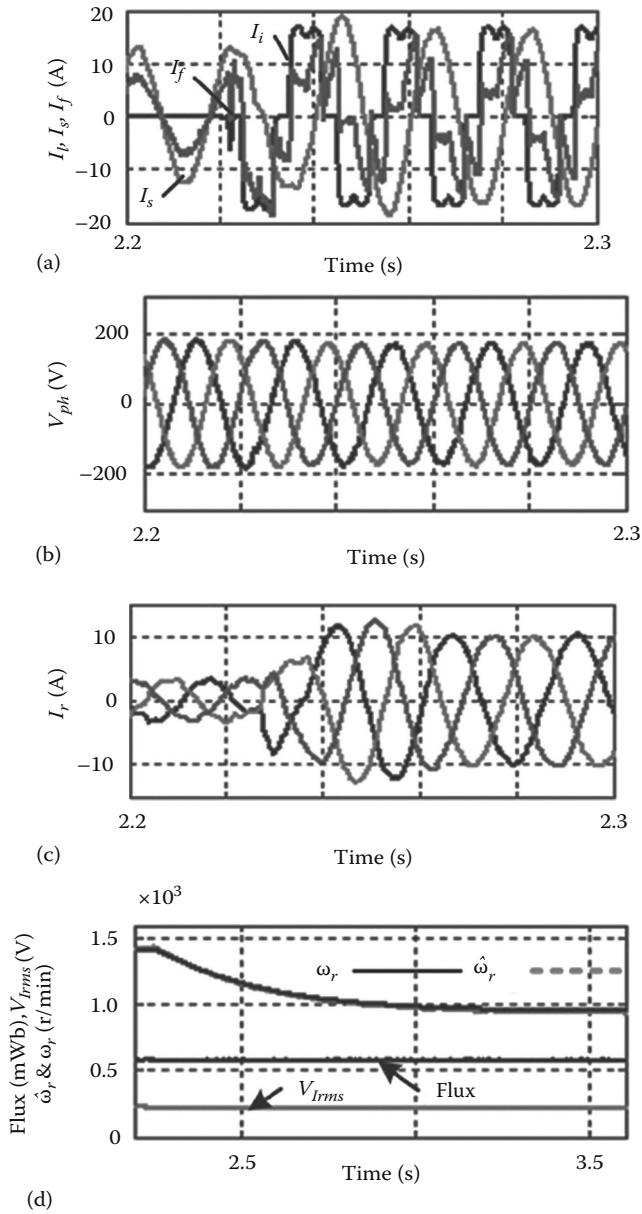 20
10
0
−10
−20
I_l, I_s, I_f (A)
I_i
I_f
I_s
2.2
2.3
Time (s)
(a)
200
0
−200
V_ph (V)
2.2
2.3
Time (s)
(b)
10
0
−10
I_r (A)
2.2
2.3
Time (s)
(c)
×10³
1.5
1.0
0.5
0
Flux (mWb), V_Irms (V)
ω̂_r & ω_r (r/min)
ω_r
ω̂_r
V_Irms
Flux
2.5
3.5
Time (s)
(d)